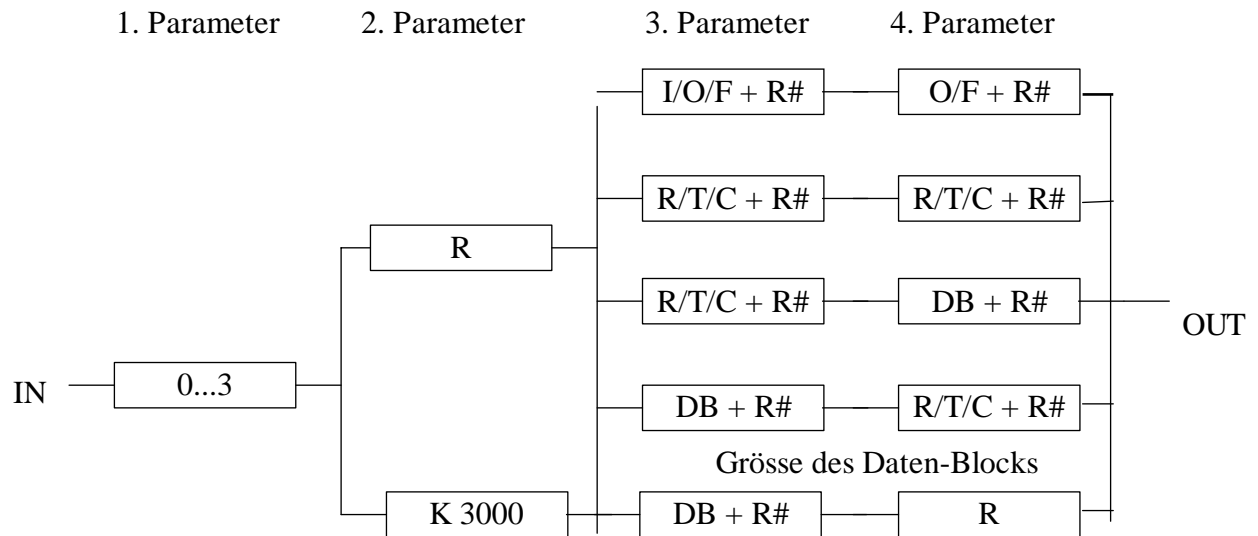 1. Parameter 2. Parameter 3. Parameter 4. Parameter
I/O/F + R# O/F + R#
R/T/C + R# R/T/C + R#
R
R/T/C + R# DB + R#
OUT
IN 0...3
DB + R# R/T/C + R#
Grösse des Daten-Blocks
K 3000 DB + R# R